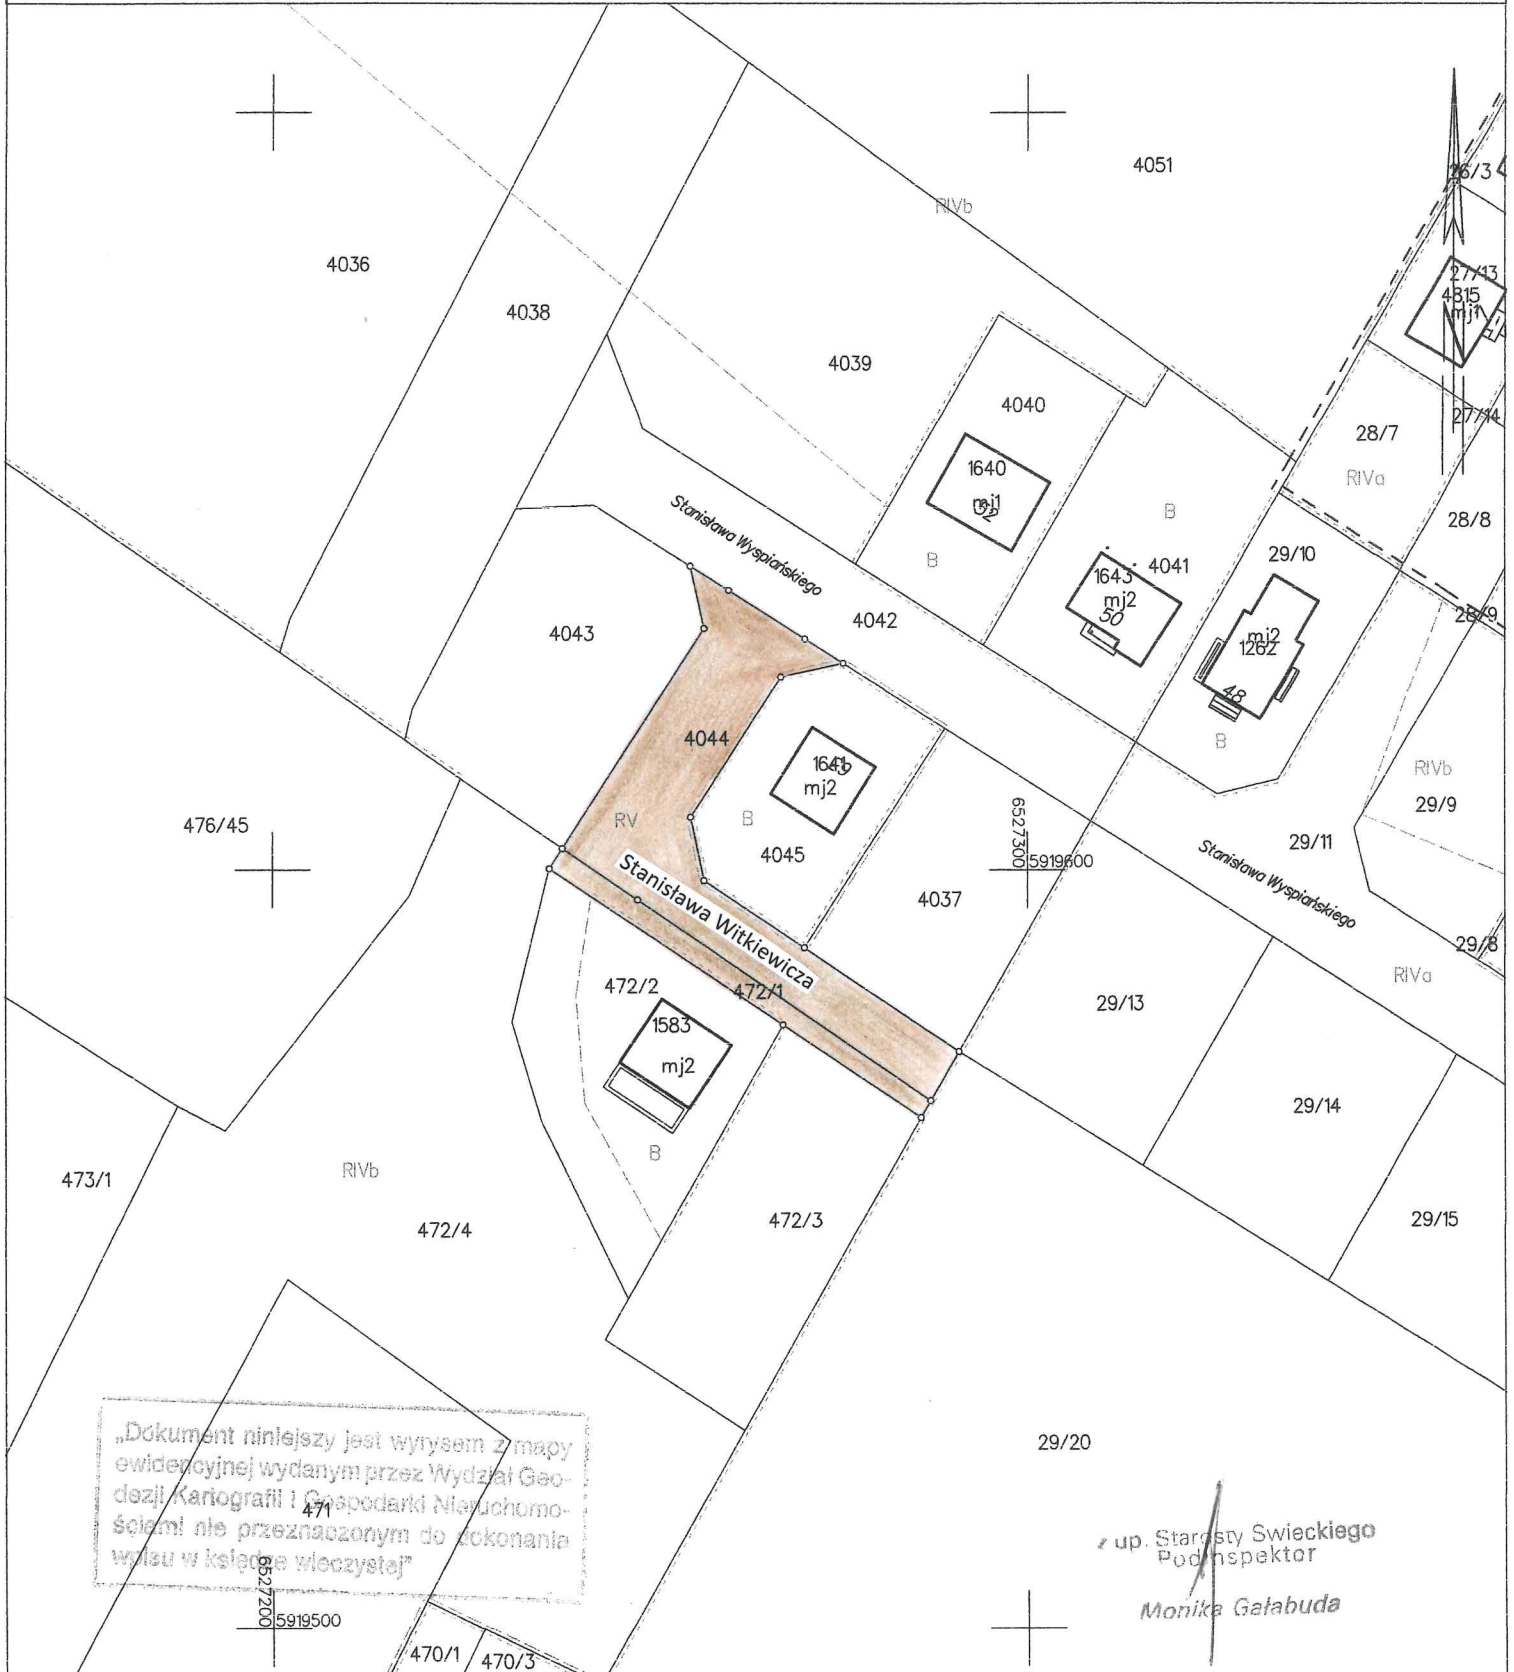 4051
RIVb
26/3
4036
27/13
4815
mj1
4038
4039
4040
27/14
28/7
1640
RIVa
mj1
52
Stanisława Wyspiańskiego
B
28/8
B
29/10
4041
1643
mj2
50
4042
28/9
4043
mj2
1262
48
4044
B
1641
49
mj2
RIVb
29/9
476/45
RV
B
6527300
5919600
29/11
4045
Stanisława Wyspiańskiego
Stanisława Witkiewicza
4037
29/8
RIVa
472/2
472/1
29/13
1583
mj2
29/14
B
473/1
RIVb
472/4
472/3
29/15
„Dokument niniejszy jest wyrysem z mapy
ewidencyjnej wydanym przez Wydział Geo-
dezji Kartografii i Gospodarki Nieruchomo-
ściami nie przeznaczonym do dokonania
wpisu w księdze wieczystej"
471
29/20
z up. Starosty Świeckiego
Podinspektor
Monika Gałabuda
6527200
5919500
470/1
470/3